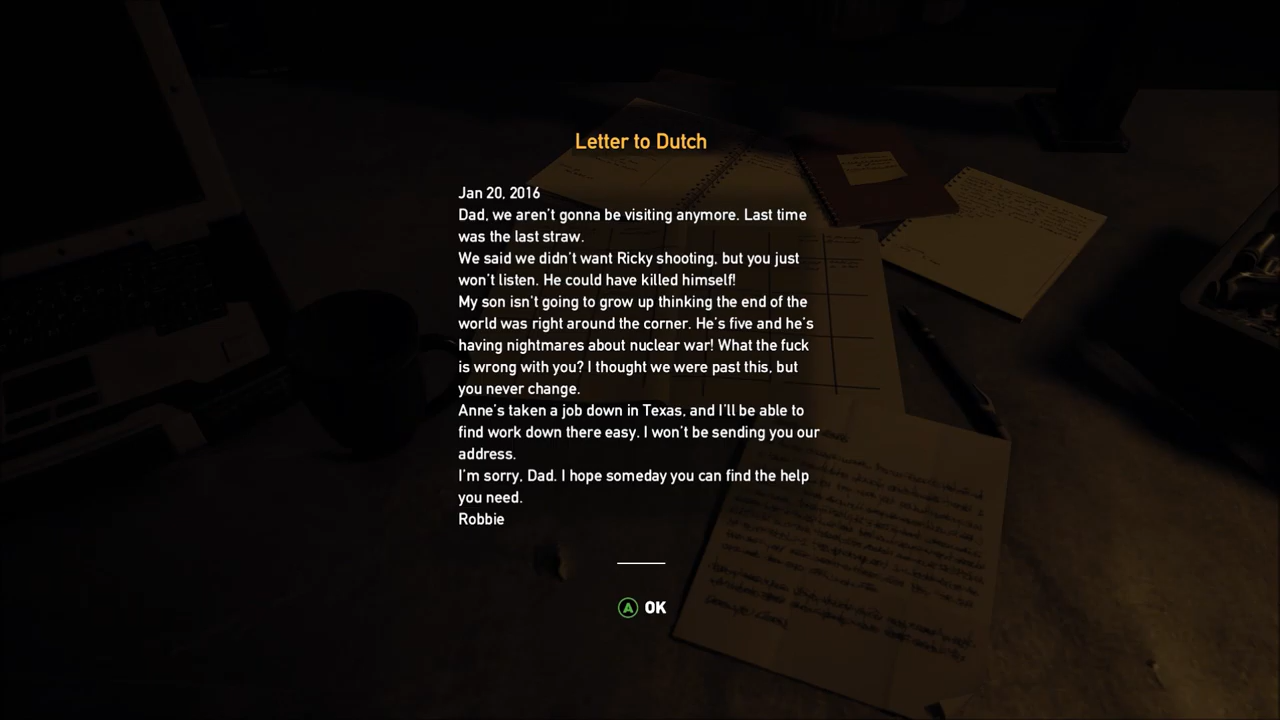 Letter to Dutch
Jan 20, 2016
Dad, we aren't gonna be visiting anymore. Last time
was the last straw.
We said we didn't want Ricky shooting, but you just
won't listen. He could have killed himself!
My son isn't going to grow up thinking the end of the
world was right around the corner. He's five and he's
having nightmares about nuclear war! What the fuck
is wrong with you? I thought we were past this, but
you never change.
Anne's taken a job down in Texas, and I'll be able to
find work down there easy. I won't be sending you our
address.
I'm sorry, Dad. I hope someday you can find the help
you need.
Robbie
A OK